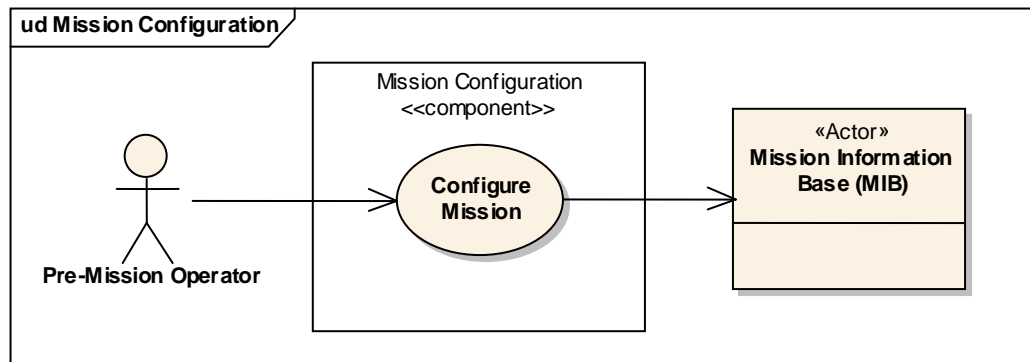 ud Mission Configuration
Mission Configuration
<<component>>
Configure
Mission
«Actor»
Mission Information
Base (MIB)
Pre-Mission Operator